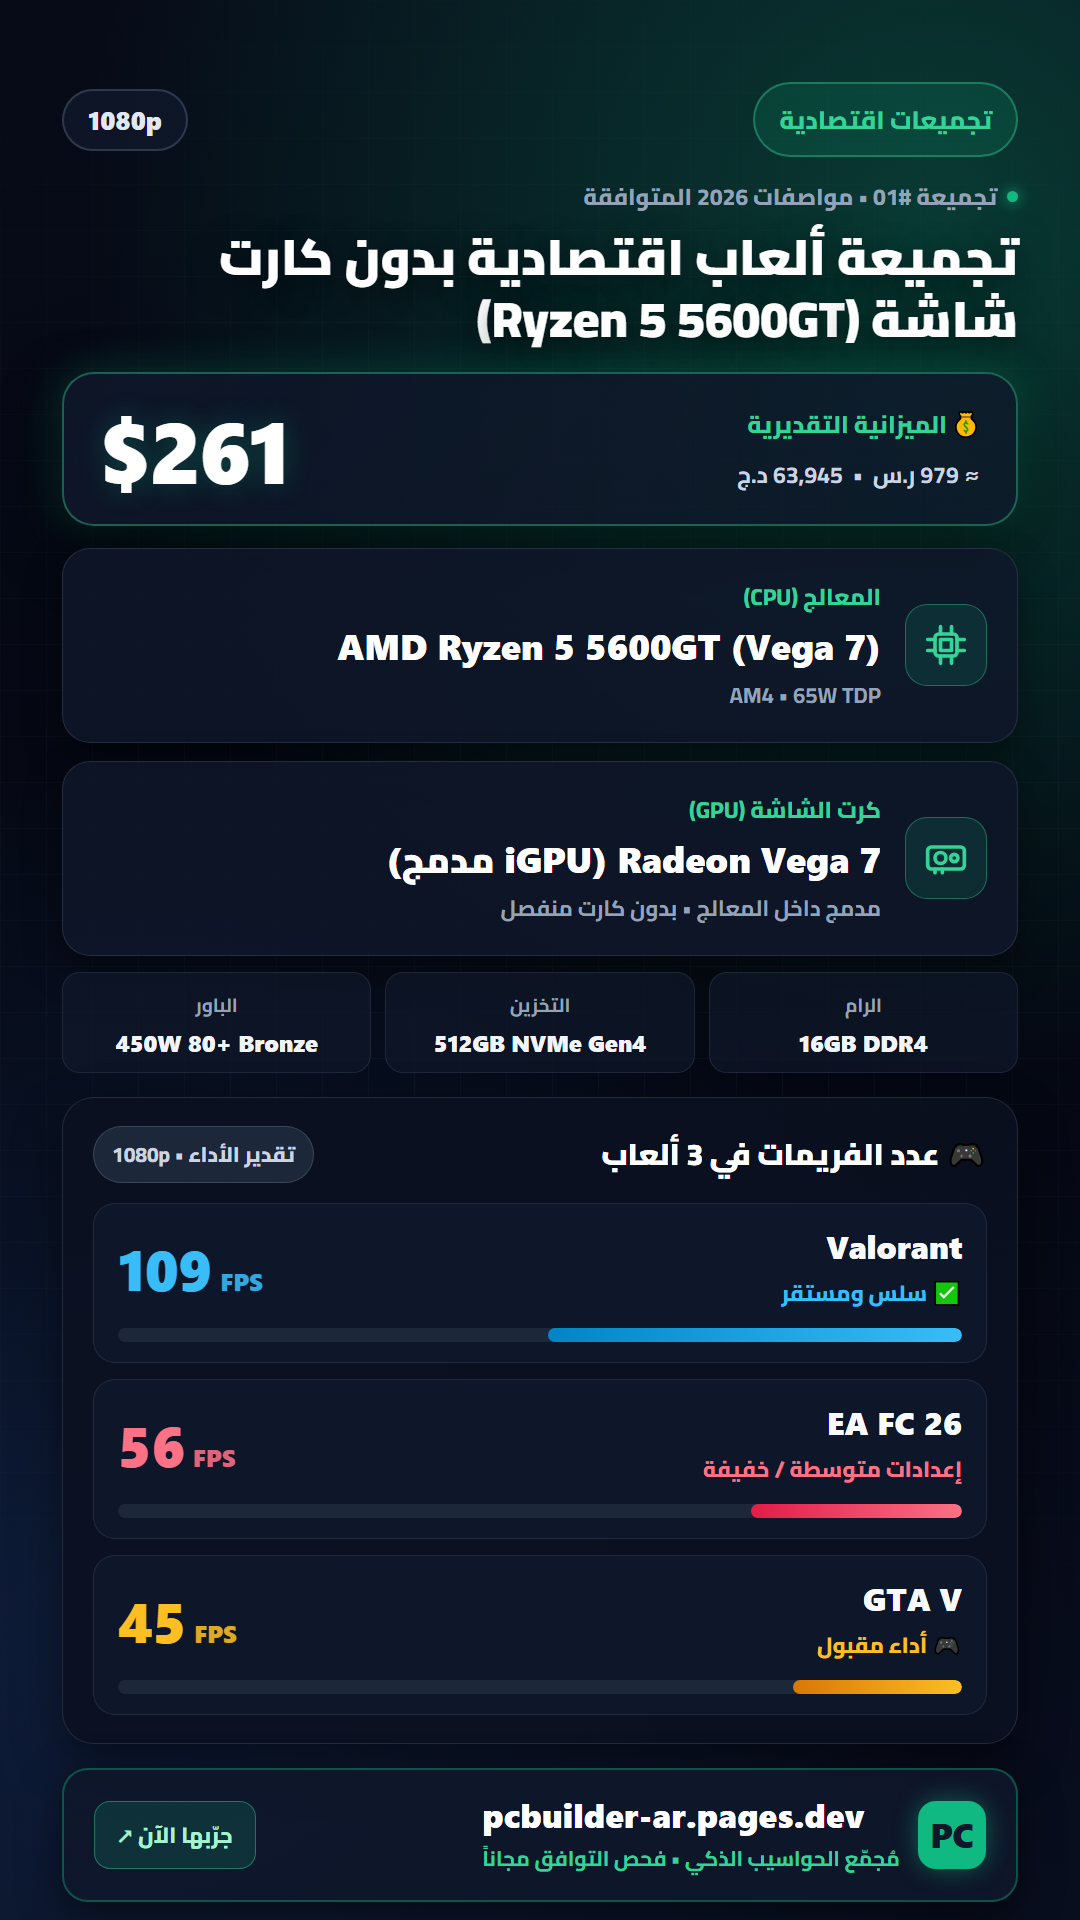 تجميعات اقتصادية
1080p
تجميعة #01 • مواصفات 2026 المتوافقة
تجميعة ألعاب اقتصادية بدون كارت
شاشة (Ryzen 5 5600GT)
💰 الميزانية التقديرية
≈ 979 ر.س • 63,945 د.ج
$261
المعالج (CPU)
AMD Ryzen 5 5600GT (Vega 7)
AM4 • 65W TDP
كرت الشاشة (GPU)
Radeon Vega 7 (iGPU مدمج)
مدمج داخل المعالج • بدون كارت منفصل
الرام
16GB DDR4
التخزين
512GB NVMe Gen4
الباور
450W 80+ Bronze
🎮 عدد الفريمات في 3 ألعاب
تقدير الأداء • 1080p
Valorant
✅ سلس ومستقر
109 FPS
EA FC 26
إعدادات متوسطة / خفيفة
56 FPS
GTA V
🎮 أداء مقبول
45 FPS
PC
pcbuilder-ar.pages.dev
مُجمّع الحواسيب الذكي • فحص التوافق مجاناً
جرّبها الآن ↗